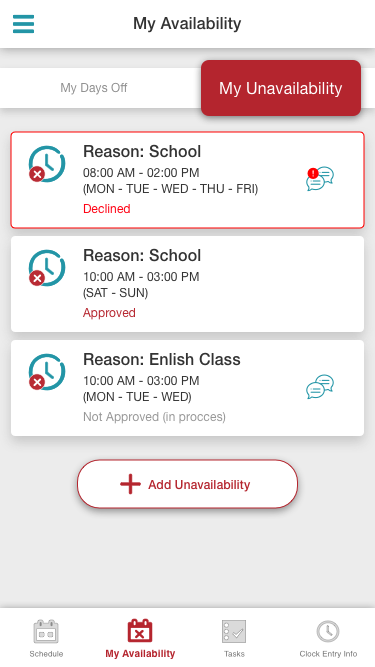 My Availability
My Days Off
My Unavailability
Reason: School
08:00 AM - 02:00 PM
(MON - TUE - WED - THU - FRI)
Declined
!
Reason: School
10:00 AM - 03:00 PM
(SAT - SUN)
Approved
Reason: Enlish Class
10:00 AM - 03:00 PM
(MON - TUE - WED)
Not Approved (in procces)
Add Unavailability
Schedule
My Availability
Tasks
Clock Entry Info